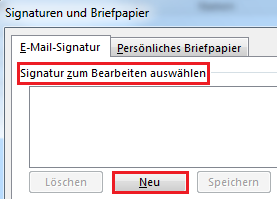 Signaturen und Briefpapier
E-Mail-Signatur Persönliches Briefpapier
Signatur zum Bearbeiten auswählen
Löschen Neu Speichern